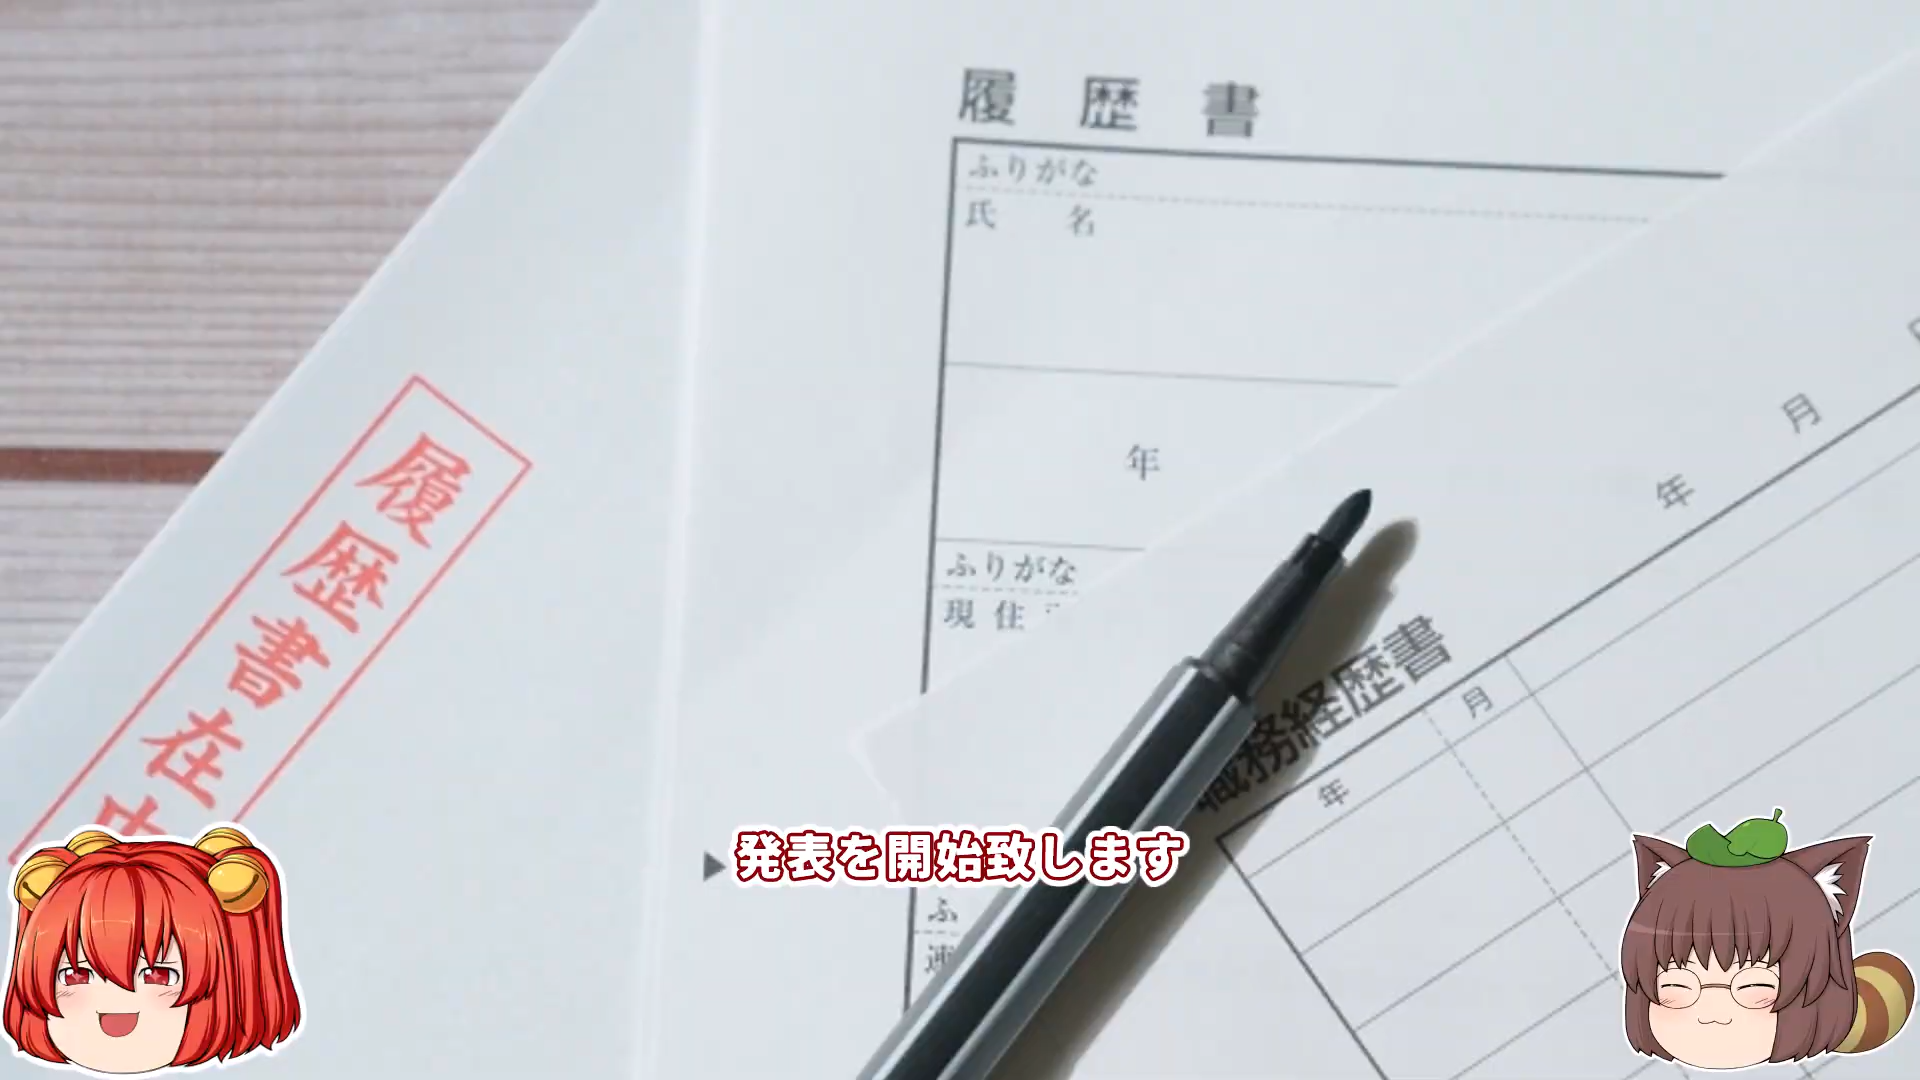 履歴書
ふりがな
氏 名
年
ふりがな
現住
ふ
履歴書在中
年 月
職務経歴書
年 月
発表を開始致します